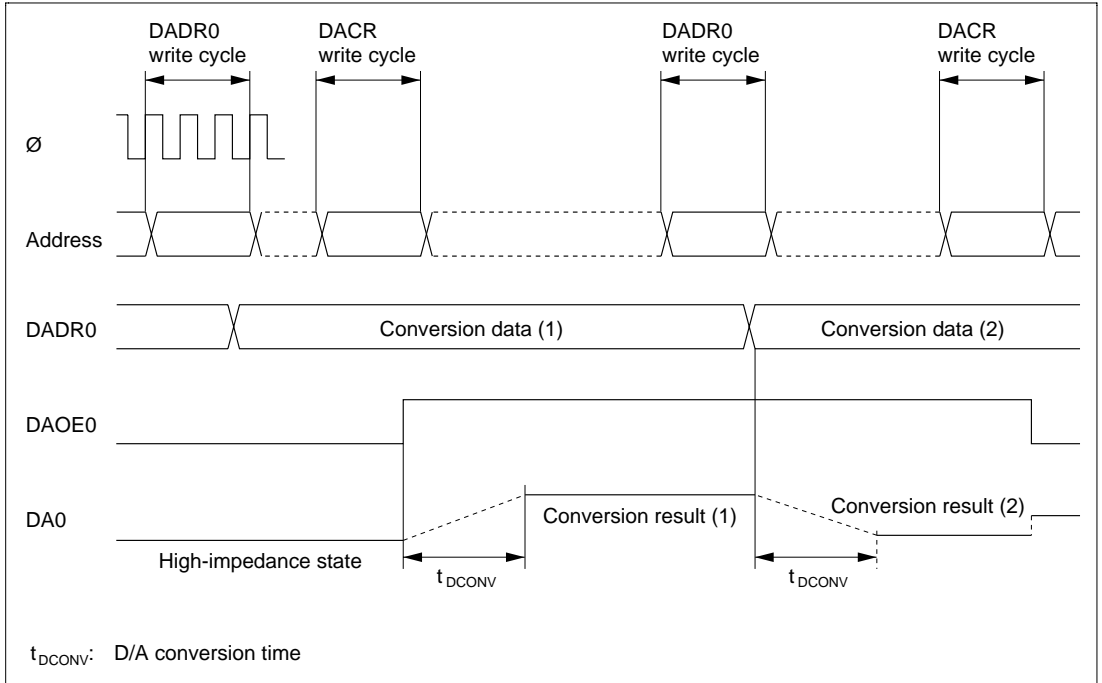 DADR0
write cycle
DACR
write cycle
DADR0
write cycle
DACR
write cycle
Ø
Address
DADR0
Conversion data (1)
Conversion data (2)
DAOE0
DA0
Conversion result (1)
Conversion result (2)
High-impedance state
t DCONV
t DCONV
tDCONV: D/A conversion time